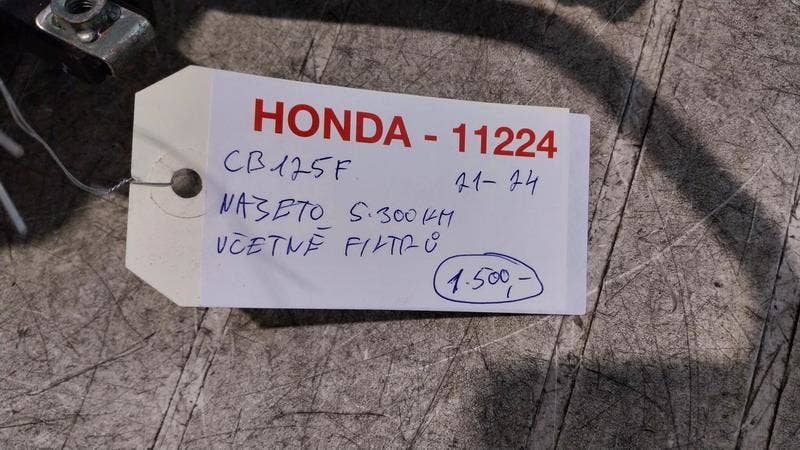 HONDA - 11224
CB125F 21-24
NAJETO 5.300KM
VČETNĚ FILTRŮ
1.500,-